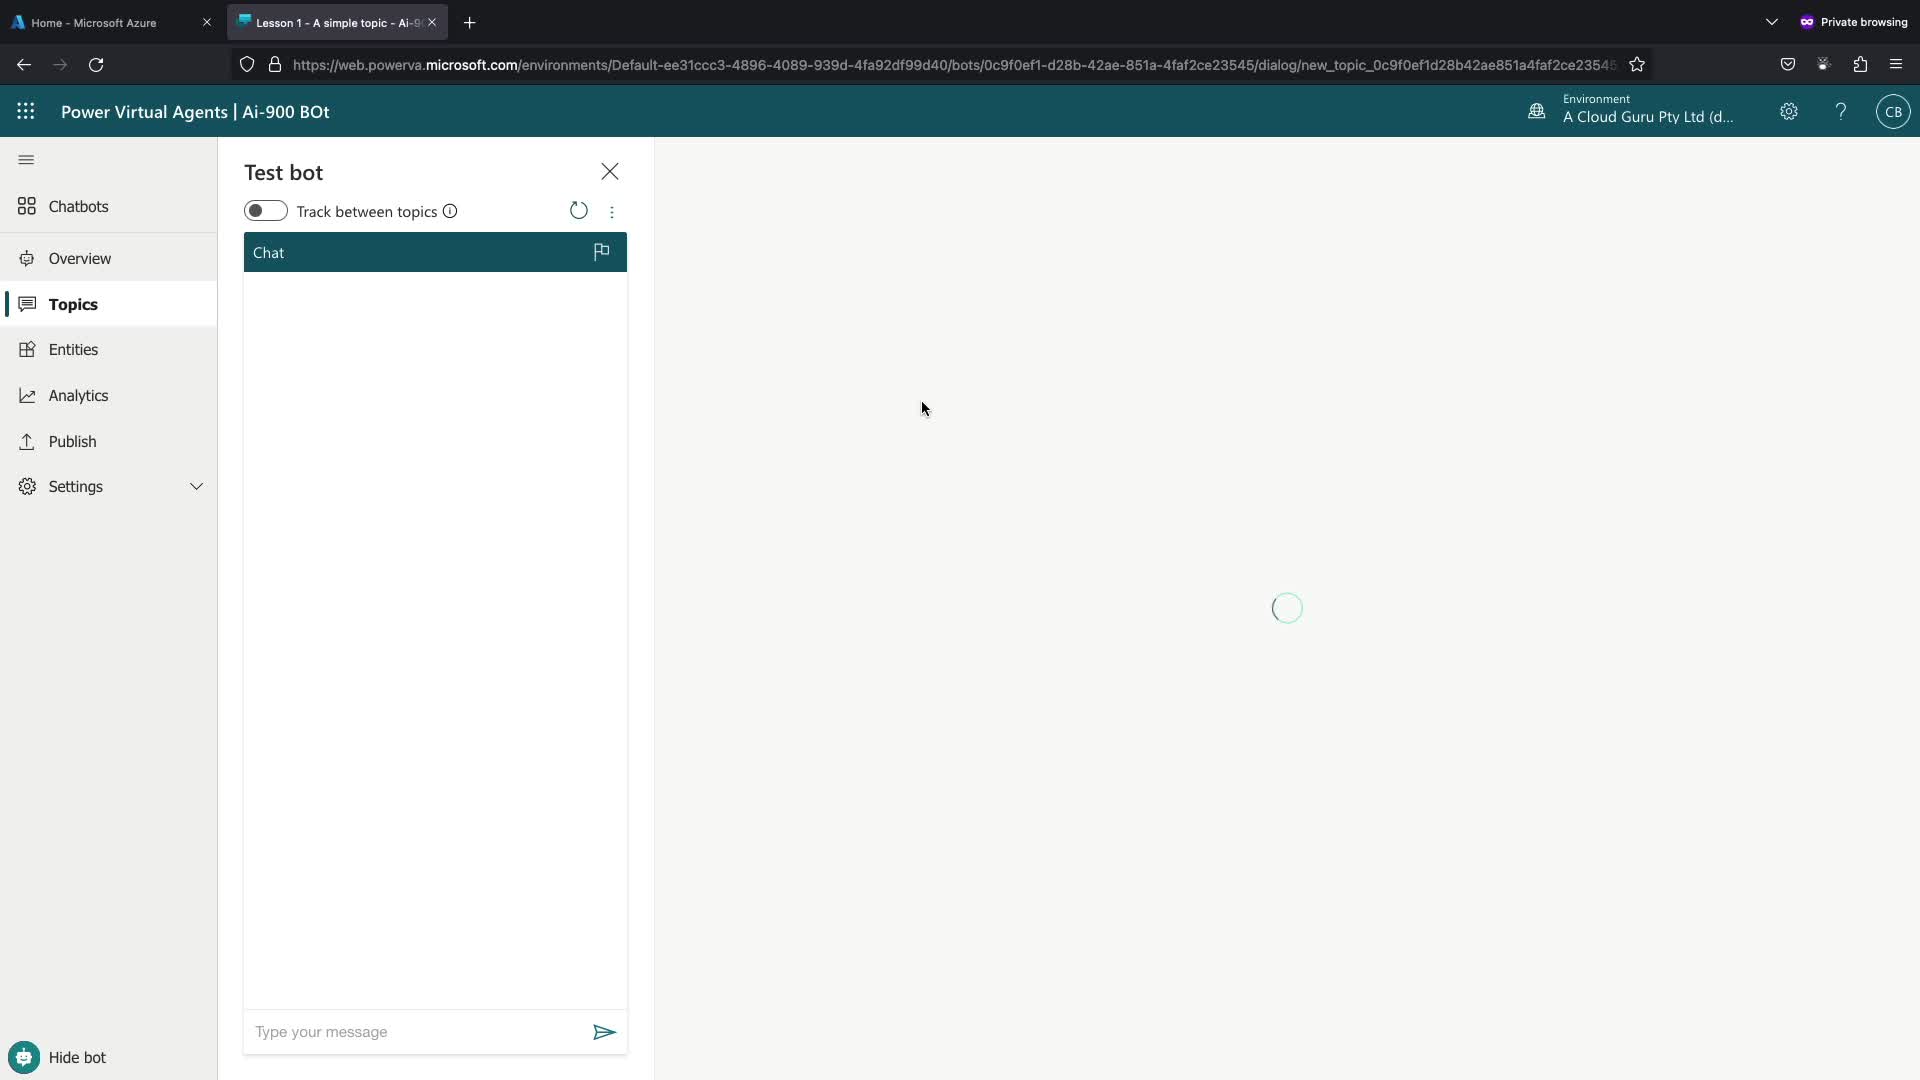 Home - Microsoft Azure
Lesson 1 - A simple topic - Ai-90
Private browsing
https://web.powerva.microsoft.com/environments/Default-ee31ccc3-4896-4089-939d-4fa92df99d40/bots/0c9f0ef1-d28b-42ae-851a-4faf2ce23545/dialog/new_topic_0c9f0ef1d28b42ae851a4faf2ce23545
Power Virtual Agents | Ai-900 BOt
Environment
A Cloud Guru Pty Ltd (d...
?
CB
Chatbots
Overview
Topics
Entities
Analytics
Publish
Settings
Hide bot
Test bot
Track between topics
Chat
Type your message